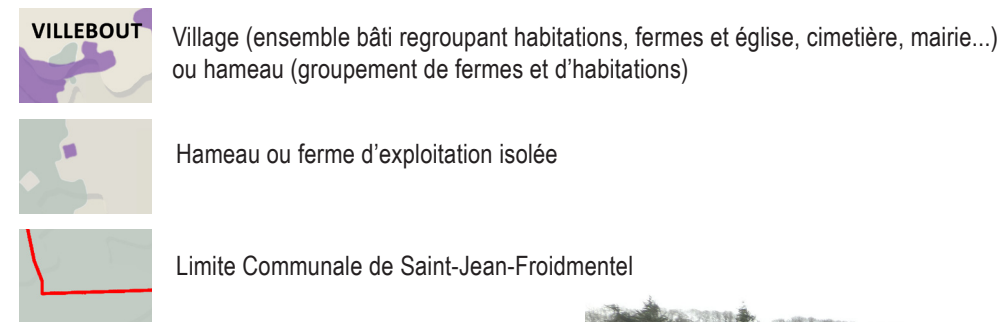 VILLEBOUT
Village (ensemble bâti regroupant habitations, fermes et église, cimetière, mairie...)
ou hameau (groupement de fermes et d’habitations)
Hameau ou ferme d’exploitation isolée
Limite Communale de Saint-Jean-Froidmentel